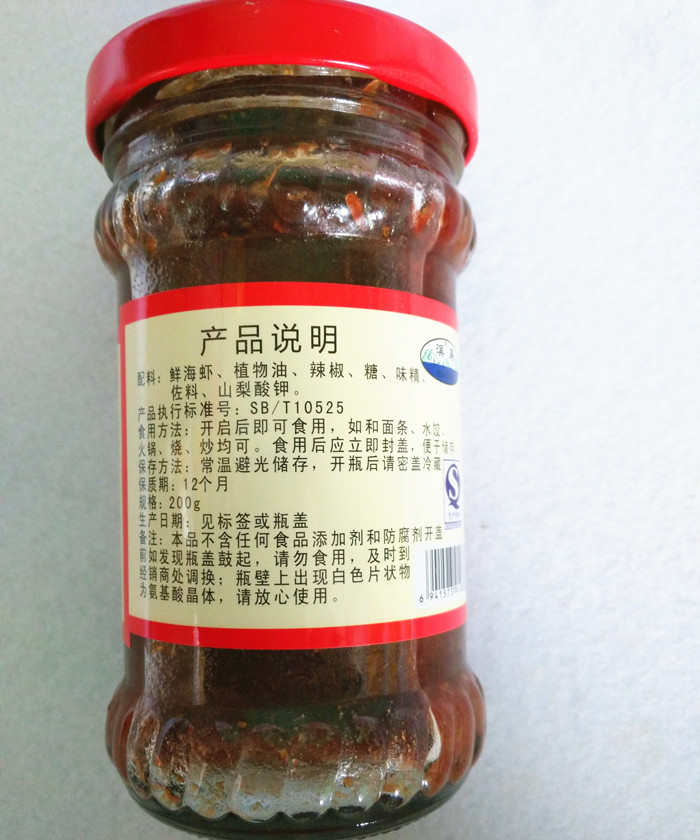 产品说明
配料：鲜海虾、植物油、辣椒、糖、味精、
佐料、山梨酸钾。
产品执行标准号：SB/T10525
食用方法：开启后即可食用，如和面条、水饺
火锅、烧、炒均可。食用后应立即封盖，便于储存
保存方法：常温避光储存，开瓶后请密盖冷藏
保质期：12个月
规格：200g
生产日期：见标签或瓶盖
备注：本品不含任何食品添加剂和防腐剂开盖
前如发现瓶盖鼓起，请勿食用，及时到
经销商处调换；瓶壁上出现白色片状物
为氨基酸晶体，请放心使用。